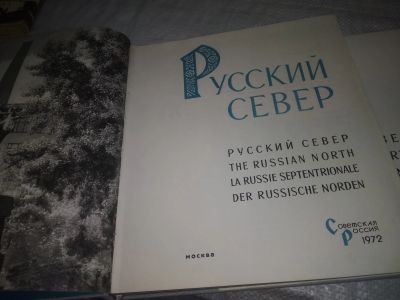 Русский
Север
РУССКИЙ СЕВЕР
THE RUSSIAN NORTH
LA RUSSIE SEPTENTRIONALE
DER RUSSISCHE NORDEN
Советская
Россия
1972
МОСКВА